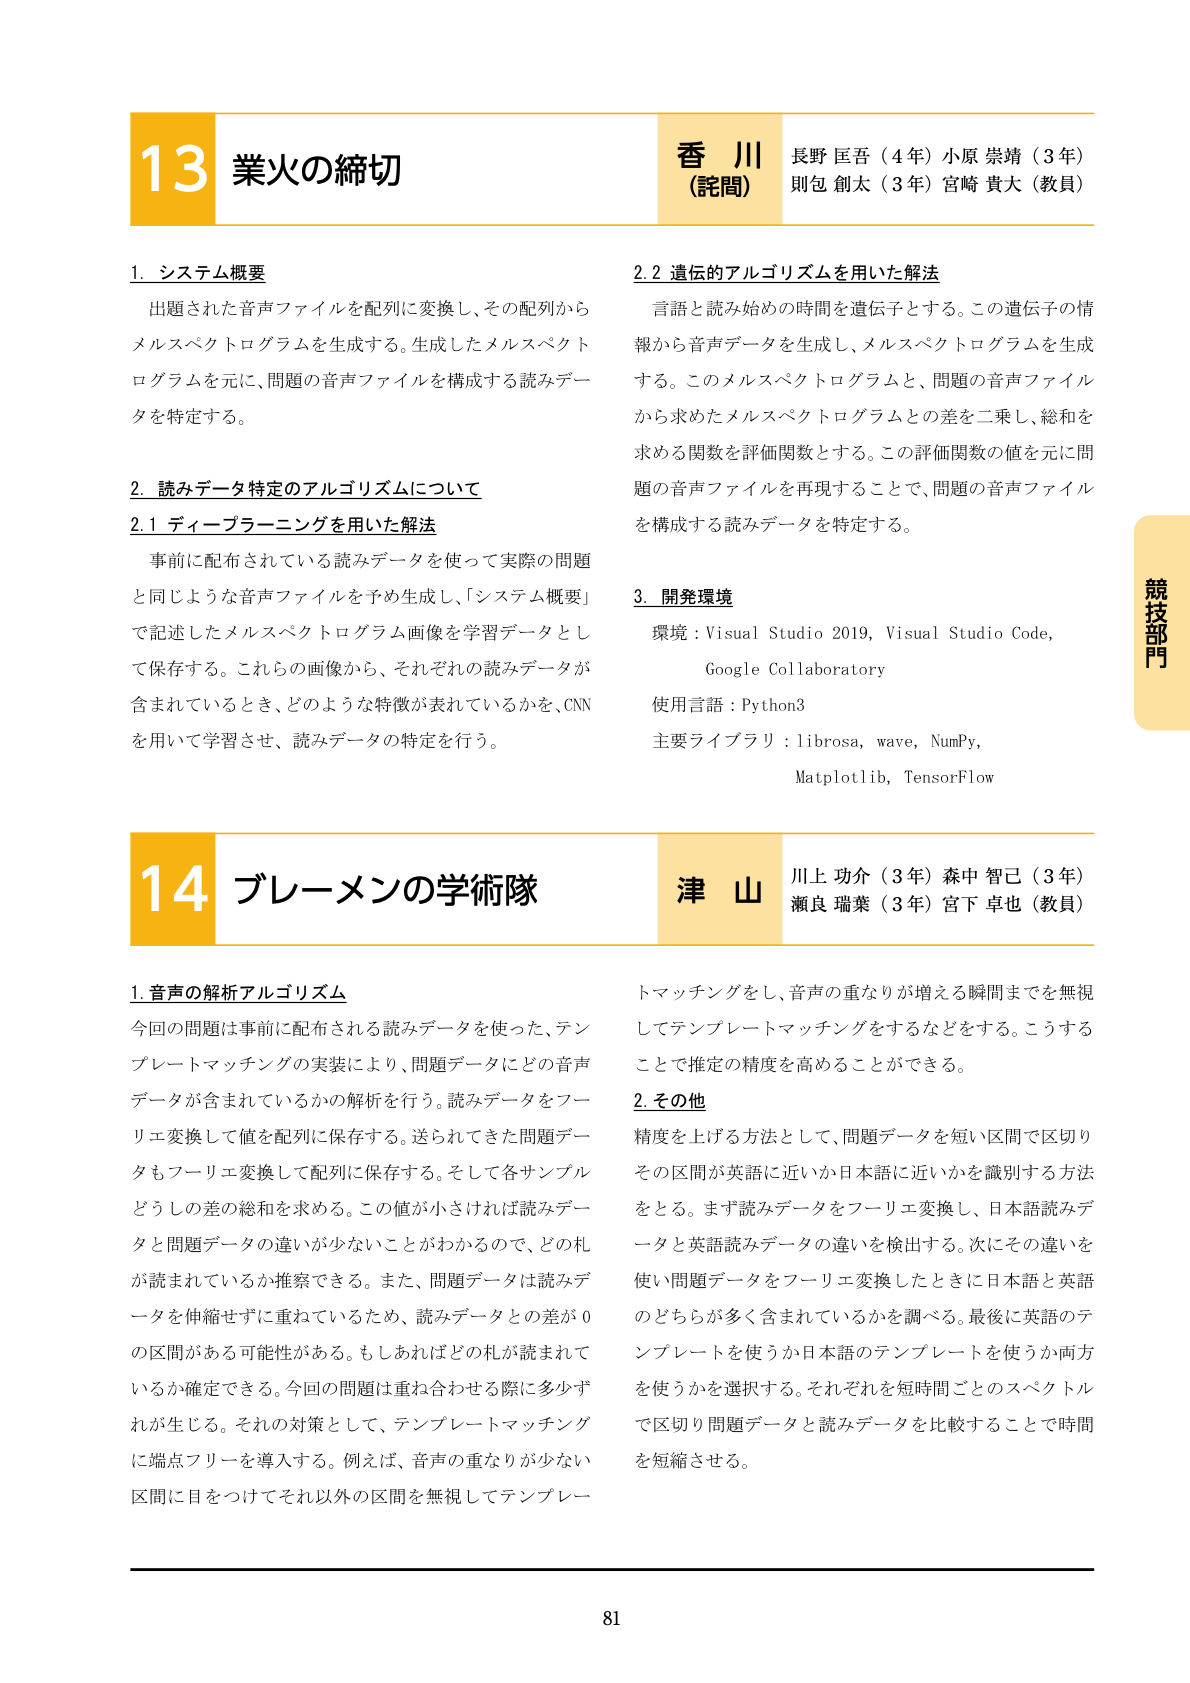 13 業火の締切
香 川
(詫間)
長野 匡吾（４年）小原 崇靖（３年）
則包 創太（３年）宮崎 貴大（教員）
1. システム概要
出題された音声ファイルを配列に変換し、その配列から
メルスペクトログラムを生成する。生成したメルスペクト
ログラムを元に、問題の音声ファイルを構成する読みデー
タを特定する。
2. 読みデータ特定のアルゴリズムについて
2.1 ディープラーニングを用いた解法
事前に配布されている読みデータを使って実際の問題
と同じような音声ファイルを予め生成し、「システム概要」
で記述したメルスペクトログラム画像を学習データとし
て保存する。これらの画像から、それぞれの読みデータが
含まれているとき、どのような特徴が表れているかを、CNN
を用いて学習させ、読みデータの特定を行う。
2.2 遺伝的アルゴリズムを用いた解法
言語と読み始めの時間を遺伝子とする。この遺伝子の情
報から音声データを生成し、メルスペクトログラムを生成
する。このメルスペクトログラムと、問題の音声ファイル
から求めたメルスペクトログラムとの差を二乗し、総和を
求める関数を評価関数とする。この評価関数の値を元に問
題の音声ファイルを再現することで、問題の音声ファイル
を構成する読みデータを特定する。
3. 開発環境
環境：Visual Studio 2019, Visual Studio Code,
Google Collaboratory
使用言語：Python3
主要ライブラリ：librosa, wave, NumPy,
Matplotlib, TensorFlow
競技部門
14 ブレーメンの学術隊
津 山
川上 功介（３年）森中 智己（３年）
瀬良 瑞葉（３年）宮下 卓也（教員）
1. 音声の解析アルゴリズム
今回の問題は事前に配布される読みデータを使った、テン
プレートマッチングの実装により、問題データにどの音声
データが含まれているかの解析を行う。読みデータをフー
リエ変換して値を配列に保存する。送られてきた問題デー
タもフーリエ変換して配列に保存する。そして各サンプル
どうしの差の総和を求める。この値が小さければ読みデー
タと問題データの違いが少ないことがわかるので、どの札
が読まれているか推察できる。また、問題データは読みデ
ータを伸縮せずに重ねているため、読みデータとの差が 0
の区間がある可能性がある。もしあればどの札が読まれて
いるか確定できる。今回の問題は重ね合わせる際に多少ず
れが生じる。それの対策として、テンプレートマッチング
に端点フリーを導入する。例えば、音声の重なりが少ない
区間に目をつけてそれ以外の区間を無視してテンプレー
トマッチングをし、音声の重なりが増える瞬間までを無視
してテンプレートマッチングをするなどをする。こうする
ことで推定の精度を高めることができる。
2. その他
精度を上げる方法として、問題データを短い区間で区切り
その区間が英語に近いか日本語に近いかを識別する方法
をとる。まず読みデータをフーリエ変換し、日本語読みデ
ータと英語読みデータの違いを検出する。次にその違いを
使い問題データをフーリエ変換したときに日本語と英語
のどちらが多く含まれているかを調べる。最後に英語のテ
ンプレートを使うか日本語のテンプレートを使うか両方
を使うかを選択する。それぞれを短時間ごとのスペクトル
で区切り問題データと読みデータを比較することで時間
を短縮させる。
81